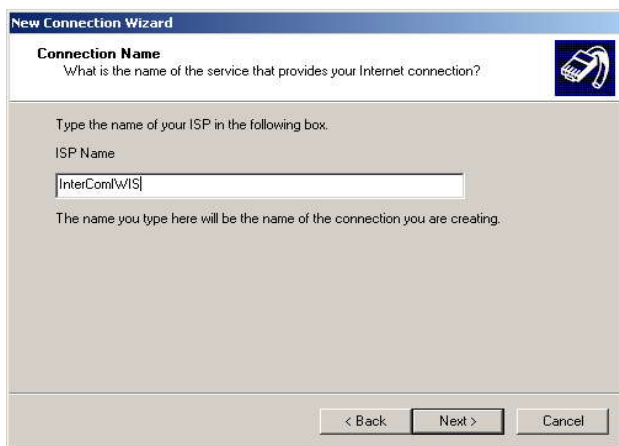 New Connection Wizard
Connection Name
What is the name of the service that provides your Internet connection?
Type the name of your ISP in the following box.
ISP Name
InterComIWIS
The name you type here will be the name of the connection you are creating.
< Back
Next >
Cancel